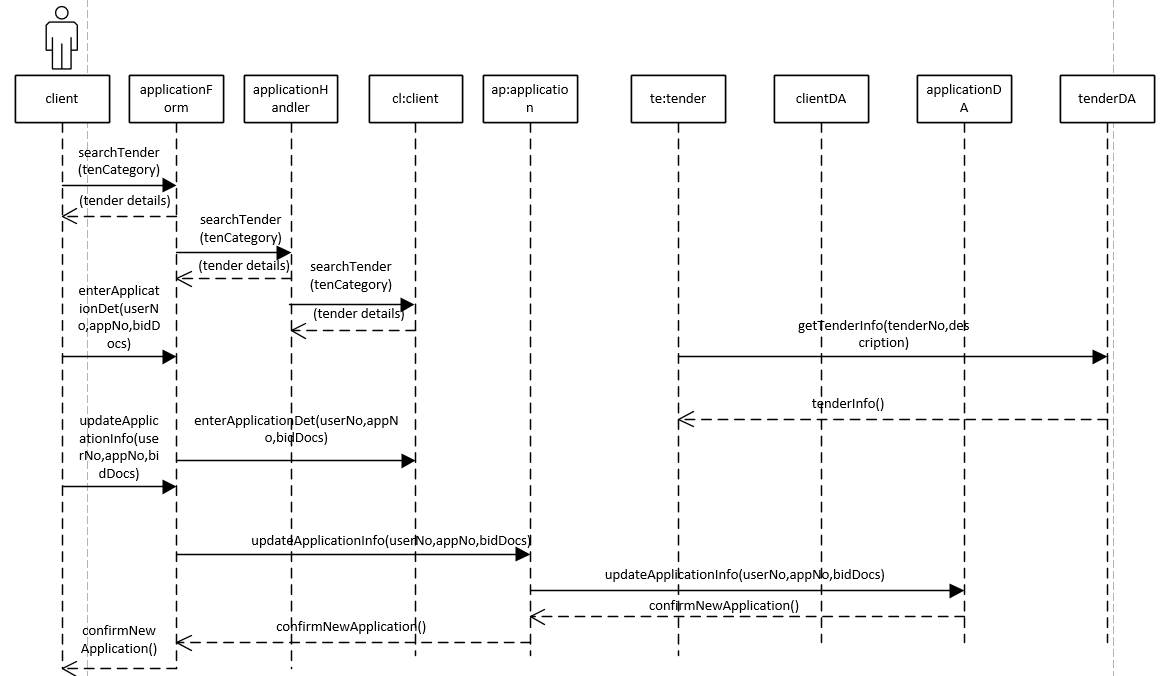 client
applicationF
orm
applicationH
andler
cl:client
ap:applicatio
n
te:tender
clientDA
applicationD
A
tenderDA
searchTender
(tenCategory)
(tender details)
searchTender
(tenCategory)
(tender details)
searchTender
(tenCategory)
(tender details)
enterApplicat
ionDet(userN
o,appNo,bidD
ocs)
getTenderInfo(tenderNo,des
cription)
tenderInfo()
updateApplic
ationInfo(use
rNo,appNo,bi
dDocs)
enterApplicationDet(userNo,appN
o,bidDocs)
updateApplicationInfo(userNo,appNo,bidDocs)
updateApplicationInfo(userNo,appNo,bidDocs)
confirmNewApplication()
confirmNewApplication()
confirmNew
Application()